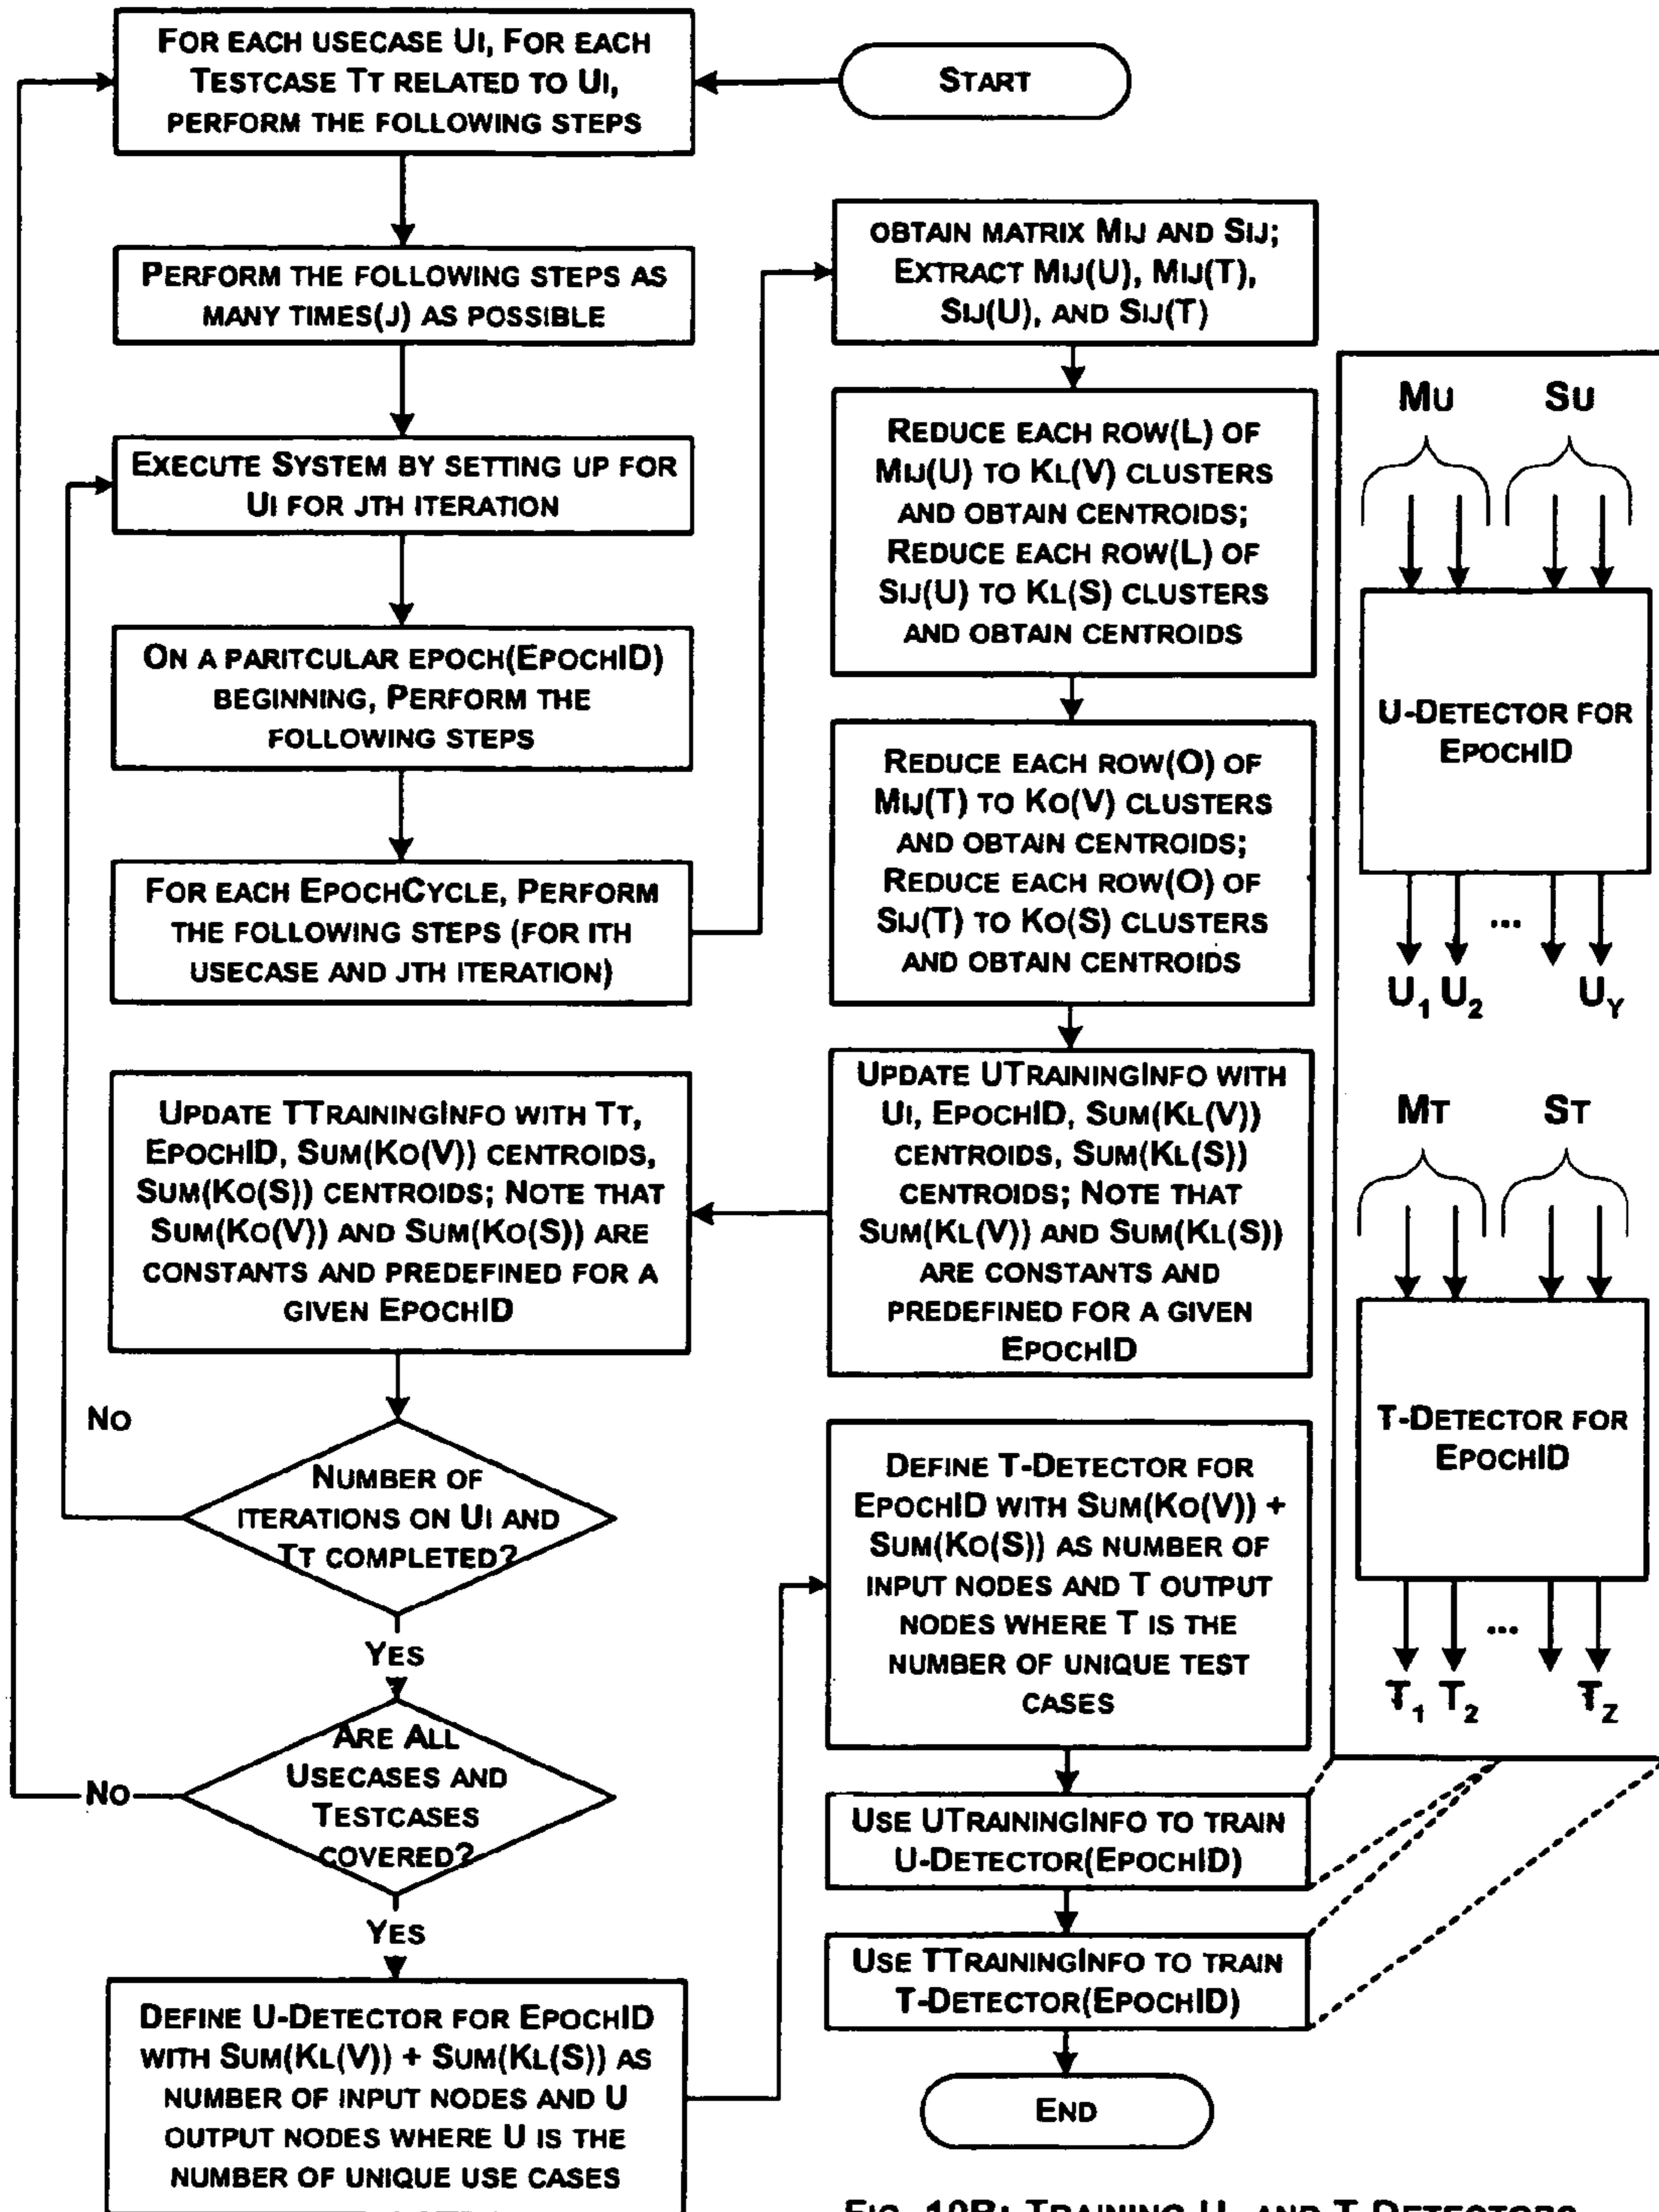 START
FOR EACH USECASE UI, FOR EACH
TESTCASE TT RELATED TO UI,
PERFORM THE FOLLOWING STEPS
PERFORM THE FOLLOWING STEPS AS
MANY TIMES(J) AS POSSIBLE
EXECUTE SYSTEM BY SETTING UP FOR
UI FOR JTH ITERATION
ON A PARITCULAR EPOCH(EPOCHID)
BEGINNING, PERFORM THE
FOLLOWING STEPS
FOR EACH EPOCHCYCLE, PERFORM
THE FOLLOWING STEPS (FOR ITH
USECASE AND JTH ITERATION)
OBTAIN MATRIX MIJ AND SIJ;
EXTRACT MIJ(U), MIJ(T),
SIJ(U), AND SIJ(T)
REDUCE EACH ROW(L) OF
MIJ(U) TO KL(V) CLUSTERS
AND OBTAIN CENTROIDS;
REDUCE EACH ROW(L) OF
SIJ(U) TO KL(S) CLUSTERS
AND OBTAIN CENTROIDS
REDUCE EACH ROW(O) OF
MIJ(T) TO KO(V) CLUSTERS
AND OBTAIN CENTROIDS;
REDUCE EACH ROW(O) OF
SIJ(T) TO KO(S) CLUSTERS
AND OBTAIN CENTROIDS
UPDATE UTRAININGINFO WITH
UI, EPOCHID, SUM(KL(V))
CENTROIDS, SUM(KL(S))
CENTROIDS; NOTE THAT
SUM(KL(V)) AND SUM(KL(S))
ARE CONSTANTS AND
PREDEFINED FOR A GIVEN
EPOCHID
UPDATE TTRAININGINFO WITH TT,
EPOCHID, SUM(KO(V)) CENTROIDS,
SUM(KO(S)) CENTROIDS; NOTE THAT
SUM(KO(V)) AND SUM(KO(S)) ARE
CONSTANTS AND PREDEFINED FOR A
GIVEN EPOCHID
NO
NUMBER OF
ITERATIONS ON UI AND
TT COMPLETED?
YES
NO
ARE ALL
USECASES AND
TESTCASES
COVERED?
YES
DEFINE U-DETECTOR FOR EPOCHID
WITH SUM(KL(V)) + SUM(KL(S)) AS
NUMBER OF INPUT NODES AND U
OUTPUT NODES WHERE U IS THE
NUMBER OF UNIQUE USE CASES
DEFINE T-DETECTOR FOR
EPOCHID WITH SUM(KO(V)) +
SUM(KO(S)) AS NUMBER OF
INPUT NODES AND T OUTPUT
NODES WHERE T IS THE
NUMBER OF UNIQUE TEST
CASES
USE UTRAININGINFO TO TRAIN
U-DETECTOR(EPOCHID)
USE TTRAININGINFO TO TRAIN
T-DETECTOR(EPOCHID)
END
MU SU
U-DETECTOR FOR
EPOCHID
...
U1 U2 UY
MT ST
T-DETECTOR FOR
EPOCHID
...
T1 T2 TZ
FIG. 10B: TRAINING U- AND T-DETECTORS